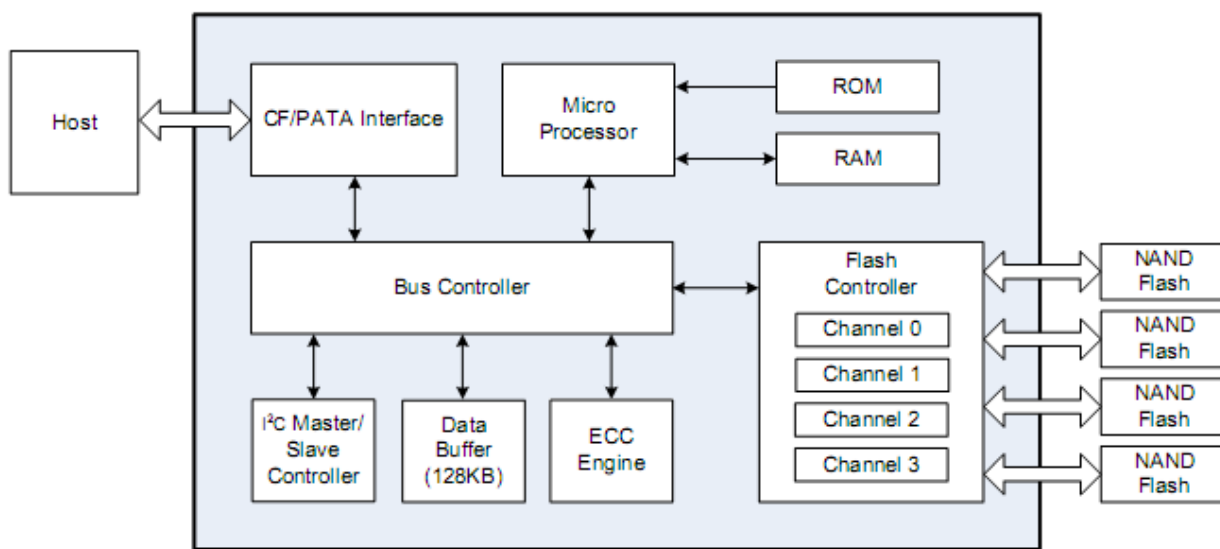 Host
CF/PATA Interface
Micro
Processor
ROM
RAM
Bus Controller
Flash
Controller
Channel 0
Channel 1
Channel 2
Channel 3
NAND
Flash
NAND
Flash
NAND
Flash
NAND
Flash
I²C Master/
Slave
Controller
Data
Buffer
(128KB)
ECC
Engine